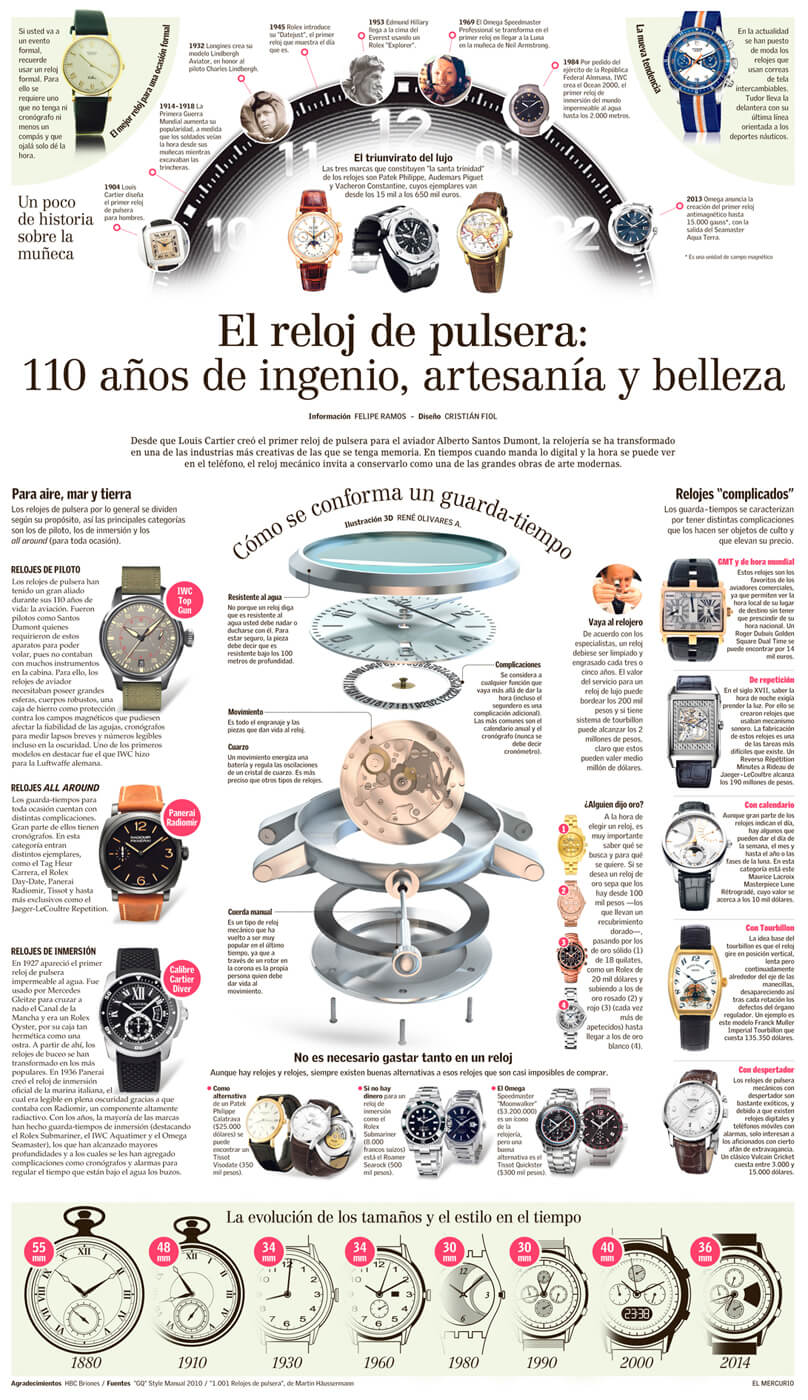 Si usted va a
un evento
formal,
recuerde
usar un reloj
formal. Para
ello se
requiere uno
que no tenga ni
cronógrafo ni
menos un
compás y que
ojalá solo dé la
hora.
El mejor reloj para una ocasión formal
1904 Louis
Cartier diseña
el primer reloj
de pulsera
para hombres.
1914-1918 La
Primera Guerra
Mundial aumenta su
popularidad, a medida
que los soldados veían
la hora desde sus
muñecas mientras
excavaban las
trincheras.
1932 Longines crea su
modelo Lindbergh
Aviator, en honor al
piloto Charles Lindbergh.
1945 Rolex introduce
su "Datejust", el primer
reloj que muestra el día
que es.
1953 Edmund Hillary
llega a la cima del
Everest usando un
Rolex "Explorer".
1969 El Omega Speedmaster
Professional se transforma en el
primer reloj en llegar a la Luna
en la muñeca de Neil Armstrong.
1984 Por pedido del
ejército de la República
Federal Alemana, IWC
crea el Ocean 2000, el
primer reloj de
inmersión del mundo
impermeable al agua
hasta los 2.000 metros.
2013 Omega anuncia la
creación del primer reloj
antimagnético hasta
15.000 gauss*, con la
salida del Seamaster
Aqua Terra.
* Es una unidad de campo magnético
La nueva tendencia
En la actualidad
se han puesto
de moda los
relojes que
usan correas
de tela
intercambiables.
Tudor lleva la
delantera con su
última línea
orientada a los
deportes náuticos.
Un poco
de historia
sobre la
muñeca
10
11
12
01
02
El triunvirato del lujo
Las tres marcas que constituyen "la santa trinidad"
de los relojes son Patek Philippe, Audemars Piguet
y Vacheron Constantine, cuyos ejemplares van
desde los 15 mil a los 650 mil euros.
El reloj de pulsera:
110 años de ingenio, artesanía y belleza
Información FELIPE RAMOS - Diseño CRISTIÁN FIOL
Desde que Louis Cartier creó el primer reloj de pulsera para el aviador Alberto Santos Dumont, la relojería se ha transformado
en una de las industrias más creativas de las que se tenga memoria. En tiempos cuando manda lo digital y la hora se puede ver
en el teléfono, el reloj mecánico invita a conservarlo como una de las grandes obras de arte modernas.
Para aire, mar y tierra
Los relojes de pulsera por lo general se dividen
según su propósito, así las principales categorías
son los de piloto, los de inmersión y los
all around (para toda ocasión).
RELOJES DE PILOTO
Los relojes de pulsera han
tenido un gran aliado
durante sus 110 años de
vida: la aviación. Fueron
pilotos como Santos
Dumont quienes
requirieron de estos
aparatos para poder
volar, pues no contaban
con muchos instrumentos
en la cabina. Para ello, los
relojes de aviador
necesitaban poseer grandes
esferas, cuerpos robustos, una
caja de hierro como protección
contra los campos magnéticos que pudiesen
afectar la fiabilidad de las agujas, cronógrafos
para medir lapsos breves y números legibles
incluso en la oscuridad. Uno de los primeros
modelos en destacar fue el que IWC hizo
para la Luftwaffe alemana.
IWC
Top
Gun
RELOJES ALL AROUND
Los guarda-tiempos para
toda ocasión cuentan con
distintas complicaciones.
Gran parte de ellos tienen
cronógrafos. En esta
categoría entran
distintos ejemplares,
como el Tag Heur
Carrera, el Rolex
Day-Date, Panerai
Radiomir, Tissot y hasta
más exclusivos como el
Jaeger-LeCoultre Repetition.
Panerai
Radiomir
RELOJES DE INMERSIÓN
En 1927 apareció el primer
reloj de pulsera
impermeable al agua. Fue
usado por Mercedes
Gleitze para cruzar a
nado el Canal de la
Mancha y era un Rolex
Oyster, por su caja tan
hermética como una
ostra. A partir de ahí, los
relojes de buceo se han
transformado en los más
populares. En 1936 Panerai
creó el reloj de inmersión
oficial de la marina italiana, el
cual era legible en plena oscuridad gracias a que
contaba con Radiomir, un componente altamente
radiactivo. Con los años, la mayoría de las marcas
han hecho guarda-tiempos de inmersión (destacando
el Rolex Submariner, el IWC Aquatimer y el Omega
Seamaster), los que han alcanzado mayores
profundidades y a los cuales se les han agregado
complicaciones como cronógrafos y alarmas para
regular el tiempo que están bajo el agua los buzos.
Calibre
Cartier
Diver
Cómo se conforma un guarda-tiempo
Ilustración 3D RENÉ OLIVARES A.
Resistente al agua
No porque un reloj diga
que es resistente al
agua usted debe nadar o
ducharse con él. Para
estar seguro, la pieza
debe decir que es
resistente bajo los 100
metros de profundidad.
Complicaciones
Se considera a
cualquier función que
vaya más allá de dar la
hora (incluso el
segundero es una
complicación adicional).
Las más comunes son el
calendario anual y el
cronógrafo (nunca se
debe decir
cronómetro).
Movimiento
Es todo el engranaje y las
piezas que dan vida al reloj.
Cuarzo
Un movimiento energiza una
batería y regula las oscilaciones
de un cristal de cuarzo. Es más
preciso que otros tipos de relojes.
Cuerda manual
Es un tipo de reloj
mecánico que ha
vuelto a ser muy
popular en el último
tiempo, ya que a
través de un rotor en
la corona es la propia
persona quien debe
dar vida al
movimiento.
Vaya al relojero
De acuerdo con los
especialistas, un reloj
debiese ser limpiado y
engrasado cada tres o
cinco años. El valor
del servicio para un
reloj de lujo puede
bordear los 200 mil
pesos y si tiene
sistema de tourbillon
puede alcanzar los 2
millones de pesos,
claro que estos
pueden valer medio
millón de dólares.
¿Alguien dijo oro?
A la hora de
elegir un reloj, es
muy importante
saber qué se
busca y para qué
se quiere. Si se
desea un reloj de
oro sepa que los
hay desde 100
mil pesos —los
que llevan un
recubrimiento
dorado—,
pasando por los
de oro sólido (1)
de 18 quilates,
como un Rolex de
20 mil dólares y
subiendo a los de
oro rosado (2) y
rojo (3) (cada vez
más de
apetecidos) hasta
llegar a los de oro
blanco (4).
1
2
3
4
Relojes "complicados"
Los guarda-tiempos se caracterizan
por tener distintas complicaciones
que los hacen ser objetos de culto y
que elevan su precio.
GMT y de hora mundial
Estos relojes son los
favoritos de los
aviadores comerciales,
ya que permiten ver la
hora local de su lugar
de destino sin tener
que prescindir de su
hora nacional. Un
Roger Dubuis Golden
Square Dual Time se
puede encontrar por 14
mil euros.
De repetición
En el siglo XVII, saber la
hora de noche exigía
prender la luz. Por ello se
crearon relojes que
usaban mecanismo
sonoro. La fabricación
de estos relojes es una
de las tareas más
difíciles que existe. Un
Reverso Répétition
Minutes a Rideau de
Jaeger-LeCoultre alcanza
los 190 millones de pesos.
Con calendario
Aunque gran parte de los
relojes indican el día,
hay algunos que
pueden dar el día de
la semana, el mes y
hasta el año o las
fases de la luna. En esta
categoría está este
Maurice Lacroix
Masterpiece Lune
Rétrográde, cuyo valor se
acerca a los 10 mil dólares.
Con Tourbillon
La idea base del
tourbillon es que el reloj
gire en posición vertical,
lenta pero
continuadamente
alrededor del eje de las
manecillas,
desapareciendo así
tras cada rotación los
defectos del órgano
regulador. Un ejemplo es
este modelo Franck Muller
Imperial Tourbillon que
cuesta 135.350 dólares.
Con despertador
Los relojes de pulsera
mecánicos con
despertador son
bastante exóticos, y
debido a que existen
relojes digitales y
teléfonos móviles con
alarmas, solo interesan a
los aficionados con cierto
afán de extravagancia.
Un clásico Vulcain Cricket
cuesta entre 3.000 y
15.000 dólares.
No es necesario gastar tanto en un reloj
Aunque hay relojes y relojes, siempre existen buenas alternativas a esos relojes que son casi imposibles de comprar.
Como
alternativa
de un Patek
Philippe
Calatrava
($25.000
dólares) se
puede
encontrar un
Tissot
Visodate (350
mil pesos).
Si no hay
dinero para un
reloj de
inmersión
como el
Rolex
Submariner
(8.000
francos suizos)
está el Roamer
Searock (500
mil pesos).
El Omega
Speedmaster
"Moonwalker"
($3.200.000)
es un ícono
de la
relojería,
pero una
buena
alternativa es
el Tissot
Quickster
($300 mil pesos).
La evolución de los tamaños y el estilo en el tiempo
55
mm
48
mm
34
mm
34
mm
30
mm
30
mm
40
mm
36
mm
23:38
1880
1910
1930
1960
1980
1990
2000
2014
Agradecimientos HBC Briones / Fuentes "GQ" Style Manual 2010 / "1.001 Relojes de pulsera", de Martin Häussermann
EL MERCURIO